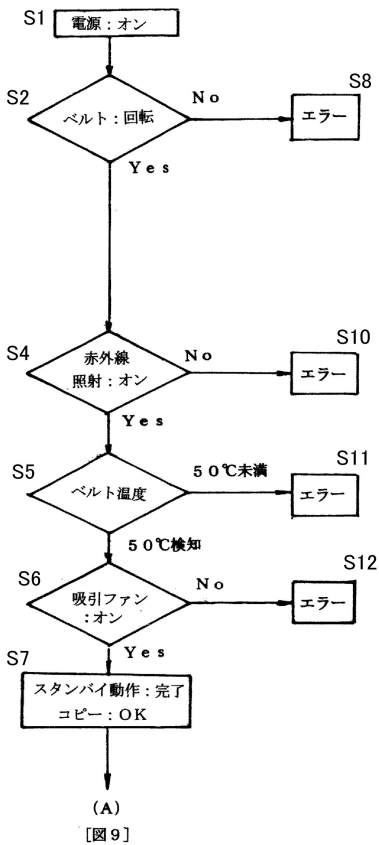 S1
電源：オン
S2
ベルト：回転
No
S8
エラー
Yes
S4
赤外線
照射：オン
No
S10
エラー
Yes
S5
ベルト温度
５０℃未満
S11
エラー
５０℃検知
S6
吸引ファン
：オン
No
S12
エラー
Yes
S7
スタンバイ動作：完了
コピー：OK
(A)
[図9]